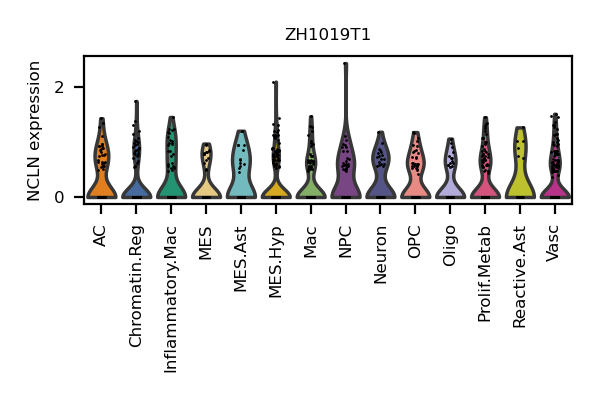 ZH1019T1
NCLN expression
2
0
AC
Chromatin.Reg
Inflammatory.Mac
MES
MES.Ast
MES.Hyp
Mac
NPC
Neuron
OPC
Oligo
Prolif.Metab
Reactive.Ast
Vasc